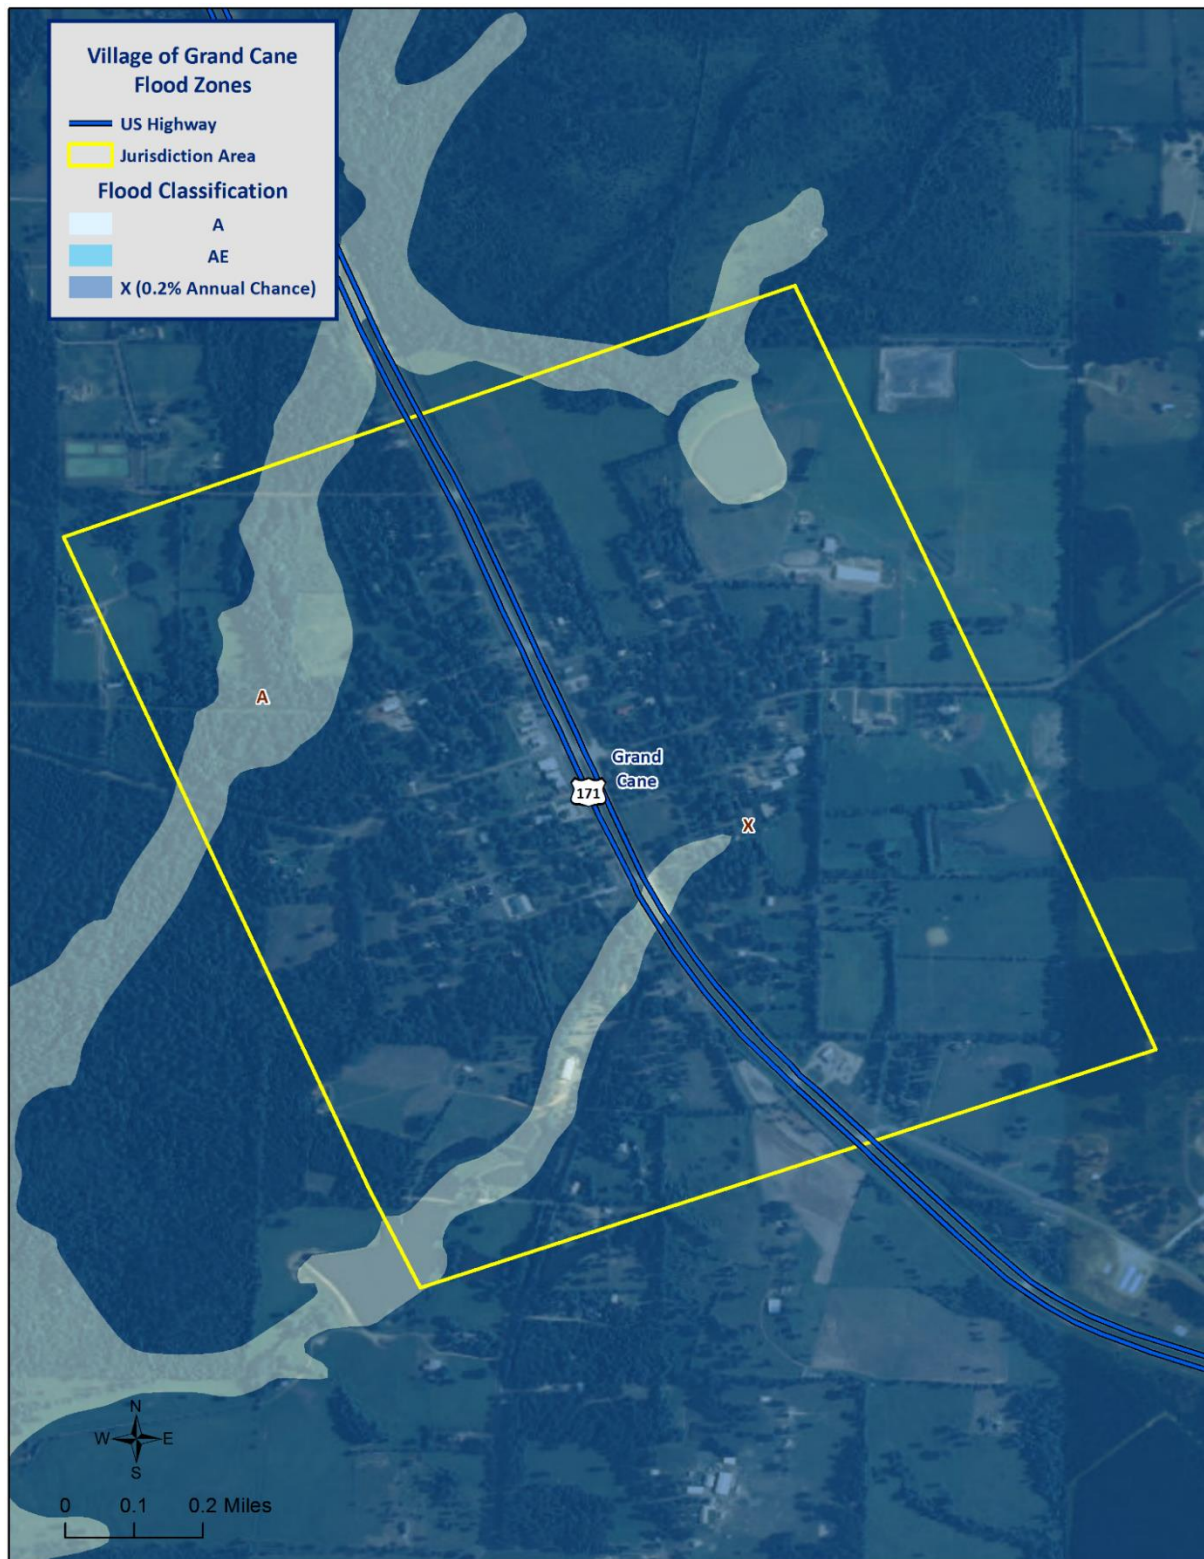 Village of Grand Cane
Flood Zones
US Highway
Jurisdiction Area
Flood Classification
A
AE
X (0.2% Annual Chance)
A
Grand
Cane
171
X
N
W E
S
0 0.1 0.2 Miles